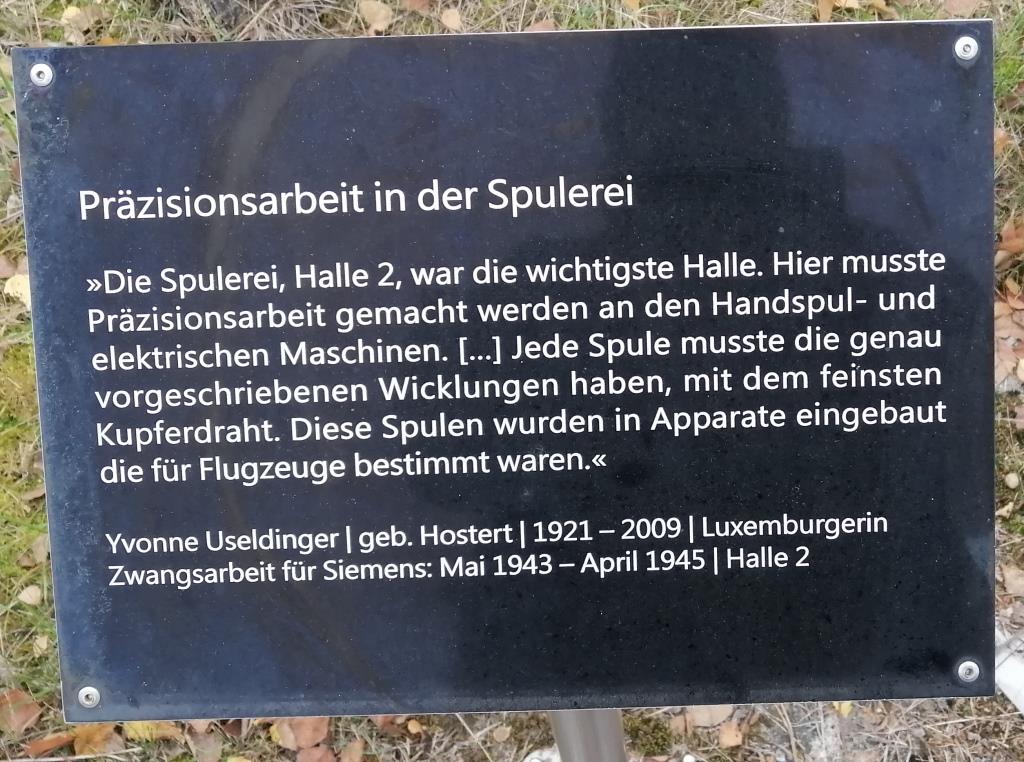 Präzisionsarbeit in der Spulerei
»Die Spulerei, Halle 2, war die wichtigste Halle. Hier musste
Präzisionsarbeit gemacht werden an den Handspul- und
elektrischen Maschinen. [...] Jede Spule musste die genau
vorgeschriebenen Wicklungen haben, mit dem feinsten
Kupferdraht. Diese Spulen wurden in Apparate eingebaut
die für Flugzeuge bestimmt waren.«
Yvonne Useldinger | geb. Hostert | 1921 – 2009 | Luxemburgerin
Zwangsarbeit für Siemens: Mai 1943 – April 1945 | Halle 2